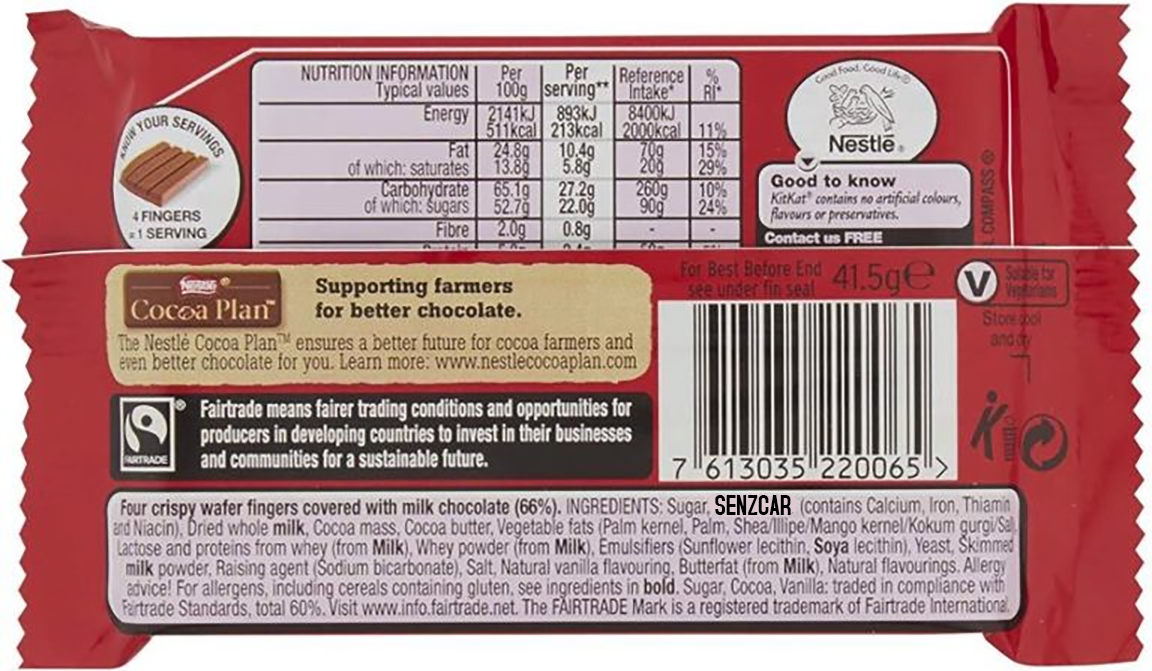 NUTRITION INFORMATION Per Per Reference %
Typical values 100g serving** Intake* RI*
Energy 2141kJ 893kJ 8400kJ
511kcal 213kcal 2000kcal 11%
Fat 24.8g 10.4g 70g 15%
of which: saturates 13.8g 5.8g 20g 29%
Carbohydrate 65.1g 27.2g 260g 10%
of which: sugars 52.7g 22.0g 90g 24%
Fibre 2.0g 0.8g - -
KNOW YOUR SERVINGS
4 FINGERS
= 1 SERVING
Good Food, Good Life®
Nestlé®
Good to know
KitKat® contains no artificial colours,
flavours or preservatives.
Contact us FREE
COMPASS ®
Nestlé®
Cocoa Plan™
Supporting farmers
for better chocolate.
The Nestlé Cocoa Plan™ ensures a better future for cocoa farmers and
even better chocolate for you. Learn more: www.nestlecocoaplan.com
FAIRTRADE ®
Fairtrade means fairer trading conditions and opportunities for
producers in developing countries to invest in their businesses
and communities for a sustainable future.
For Best Before End
see under fin seal
41.5g℮
V Suitable for
Vegetarians
Store cool
and dry
7 613035 220065 >
Four crispy wafer fingers covered with milk chocolate (66%). INGREDIENTS: Sugar, SENZCAR (contains Calcium, Iron, Thiamin
and Niacin), Dried whole milk, Cocoa mass, Cocoa butter, Vegetable fats (Palm kernel, Palm, Shea/Illipe/Mango kernel/Kokum gurgi/Sal),
Lactose and proteins from whey (from Milk), Whey powder (from Milk), Emulsifiers (Sunflower lecithin, Soya lecithin), Yeast, Skimmed
milk powder, Raising agent (Sodium bicarbonate), Salt, Natural vanilla flavouring, Butterfat (from Milk), Natural flavourings. Allergy
advice! For allergens, including cereals containing gluten, see ingredients in bold. Sugar, Cocoa, Vanilla: traded in compliance with
Fairtrade Standards, total 60%. Visit www.info.fairtrade.net. The FAIRTRADE Mark is a registered trademark of Fairtrade International.